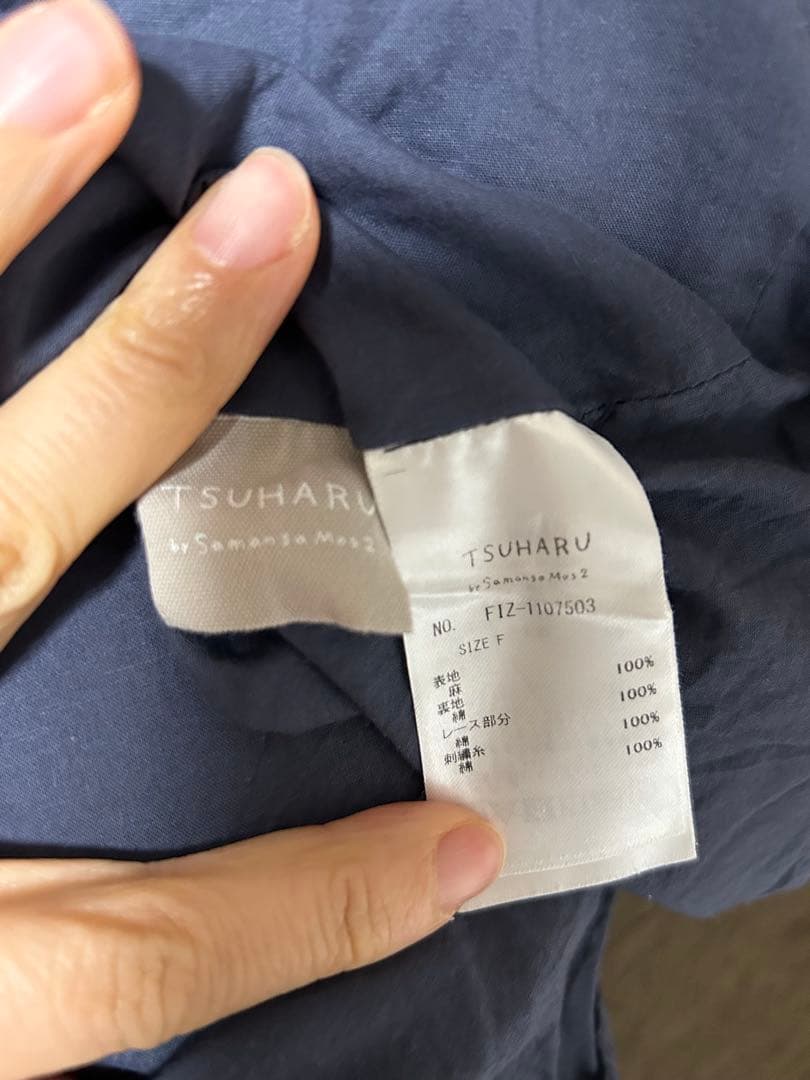 TSUHARU
by Samansa Mos2
TSUHARU
by Samansa Mos2
NO. FIZ-1107503
SIZE F
表地
麻 100%
裏地
綿 100%
レース部分
綿 100%
刺繍糸
綿 100%